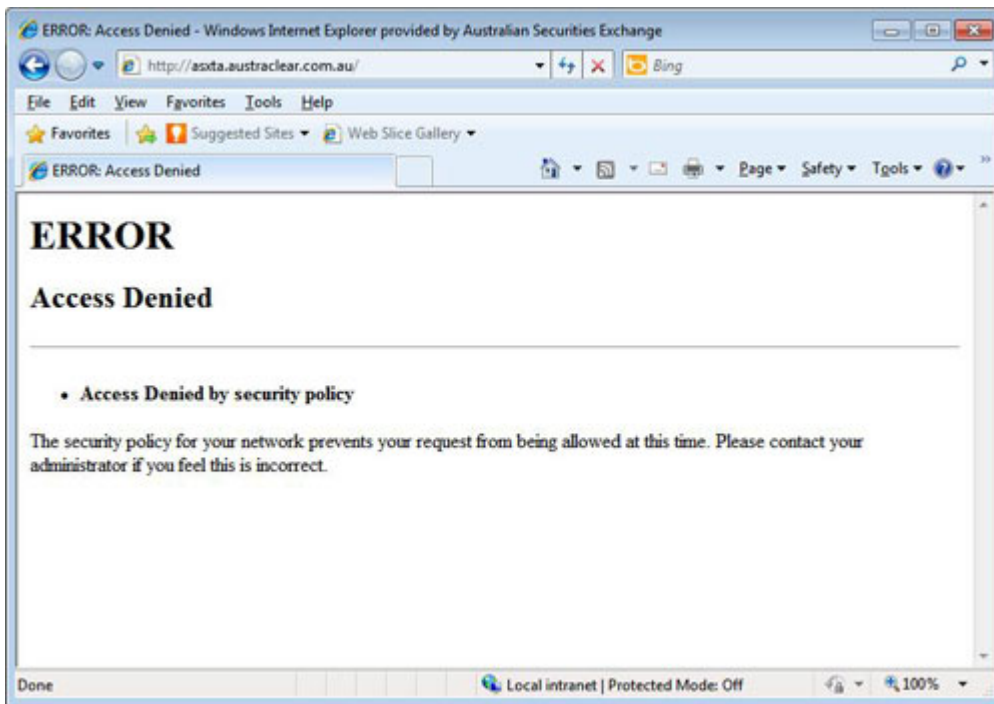 ERROR: Access Denied - Windows Internet Explorer provided by Australian Securities Exchange
http://asxta.austraclear.com.au/
Bing
File Edit View Favorites Tools Help
Favorites Suggested Sites Web Slice Gallery
ERROR: Access Denied
Page Safety Tools
ERROR
Access Denied
• Access Denied by security policy
The security policy for your network prevents your request from being allowed at this time. Please contact your
administrator if you feel this is incorrect.
Done Local intranet | Protected Mode: Off 100%